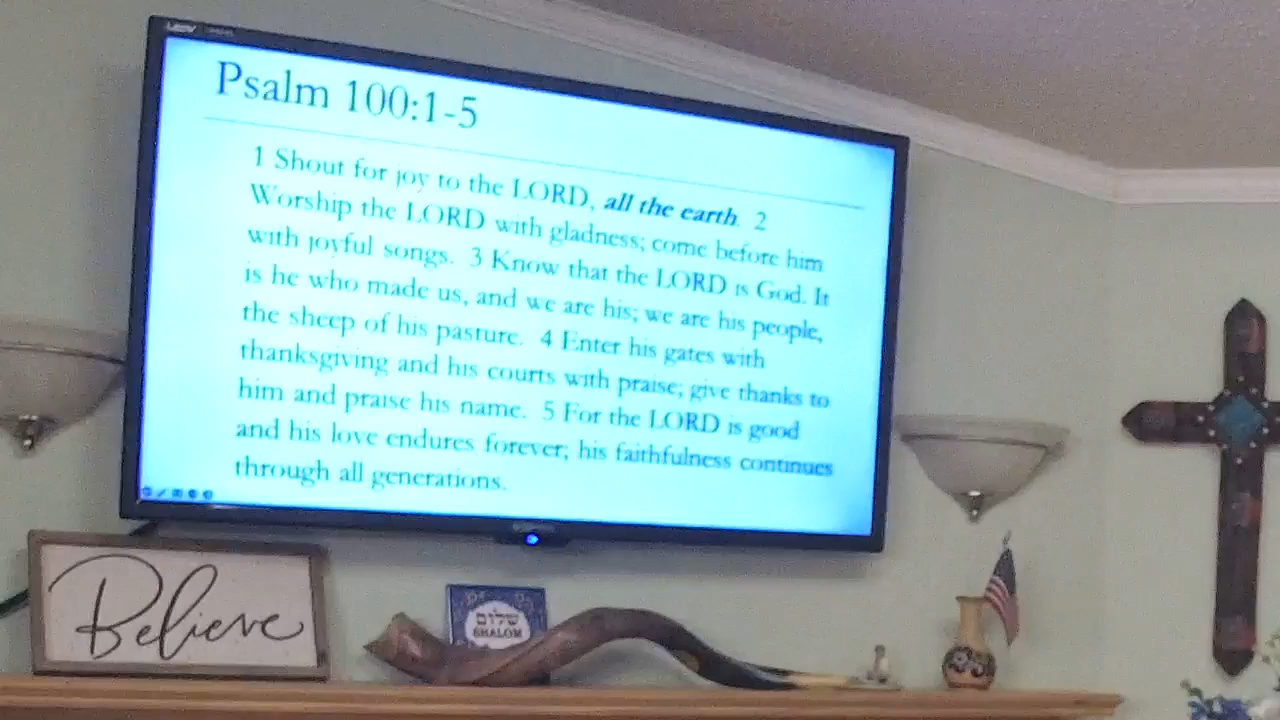 Psalm 100:1-5
1 Shout for joy to the LORD, all the earth. 2
Worship the LORD with gladness; come before him
with joyful songs. 3 Know that the LORD is God. It
is he who made us, and we are his; we are his people,
the sheep of his pasture. 4 Enter his gates with
thanksgiving and his courts with praise; give thanks to
him and praise his name. 5 For the LORD is good
and his love endures forever; his faithfulness continues
through all generations.
Believe
שלום
SHALOM